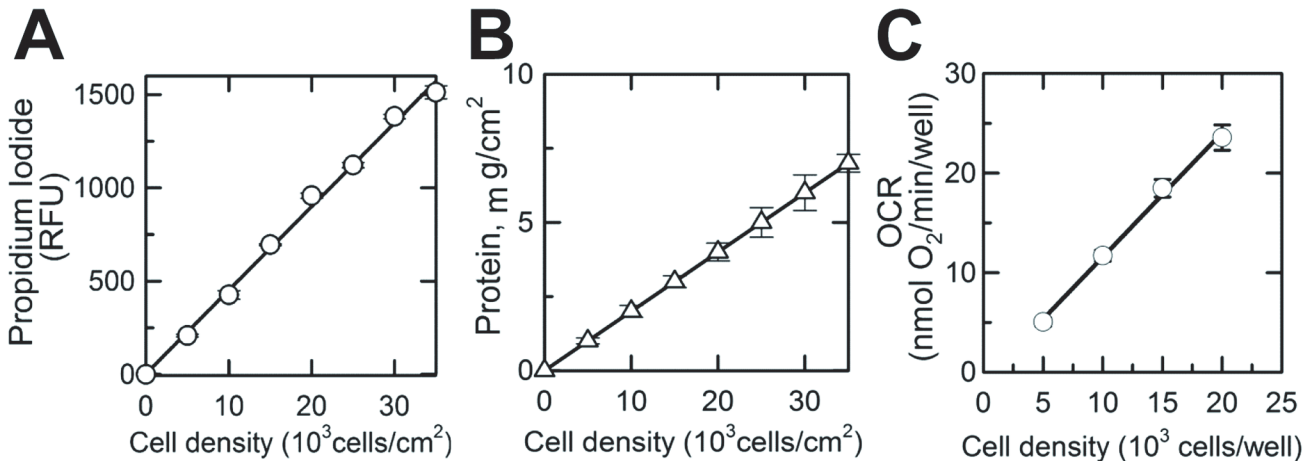 A
Propidium Iodide
(RFU)
1500
1000
500
0
0 10 20 30
Cell density (10³cells/cm²)
B
Protein, m g/cm²
10
5
0
0 10 20 30
Cell density (10³cells/cm²)
C
OCR
(nmol O₂/min/well)
30
20
10
0
0 5 10 15 20 25
Cell density (10³ cells/well)